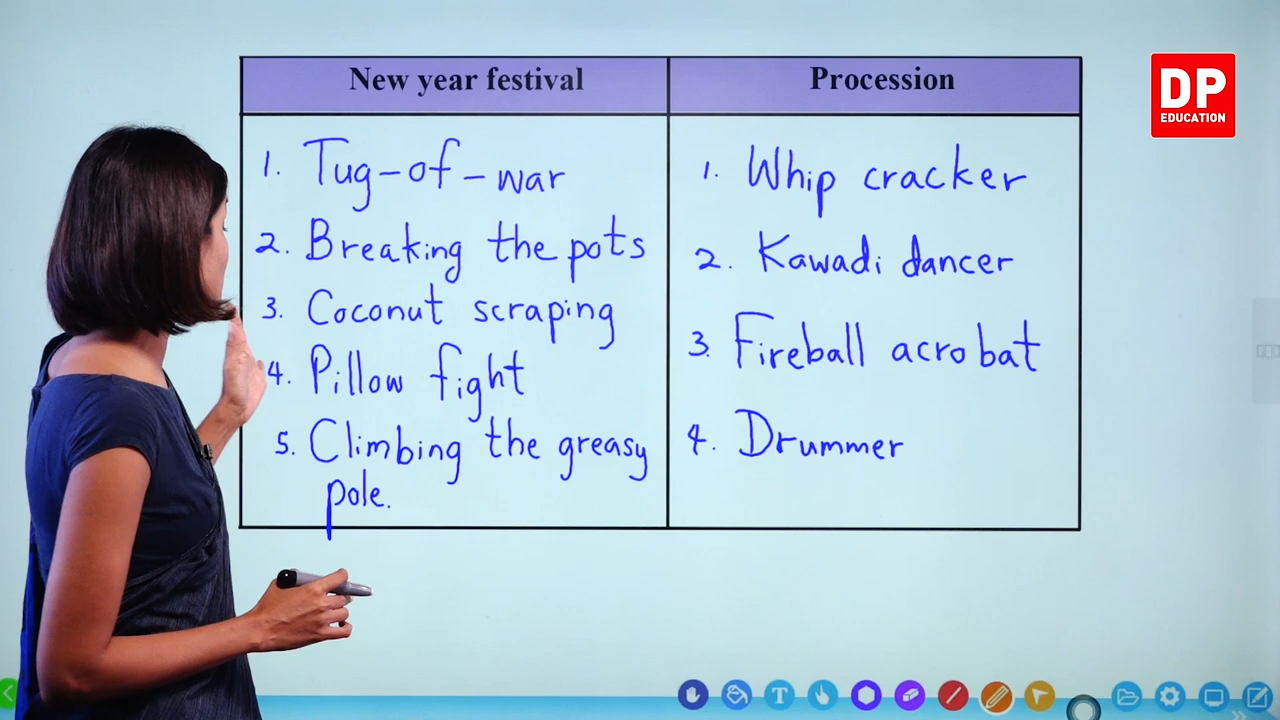 New year festival
Procession
DP
EDUCATION
1. Tug-of-war
2. Breaking the pots
3. Coconut scraping
4. Pillow fight
5. Climbing the greasy
pole.
1. Whip cracker
2. Kawadi dancer
3. Fireball acrobat
4. Drummer